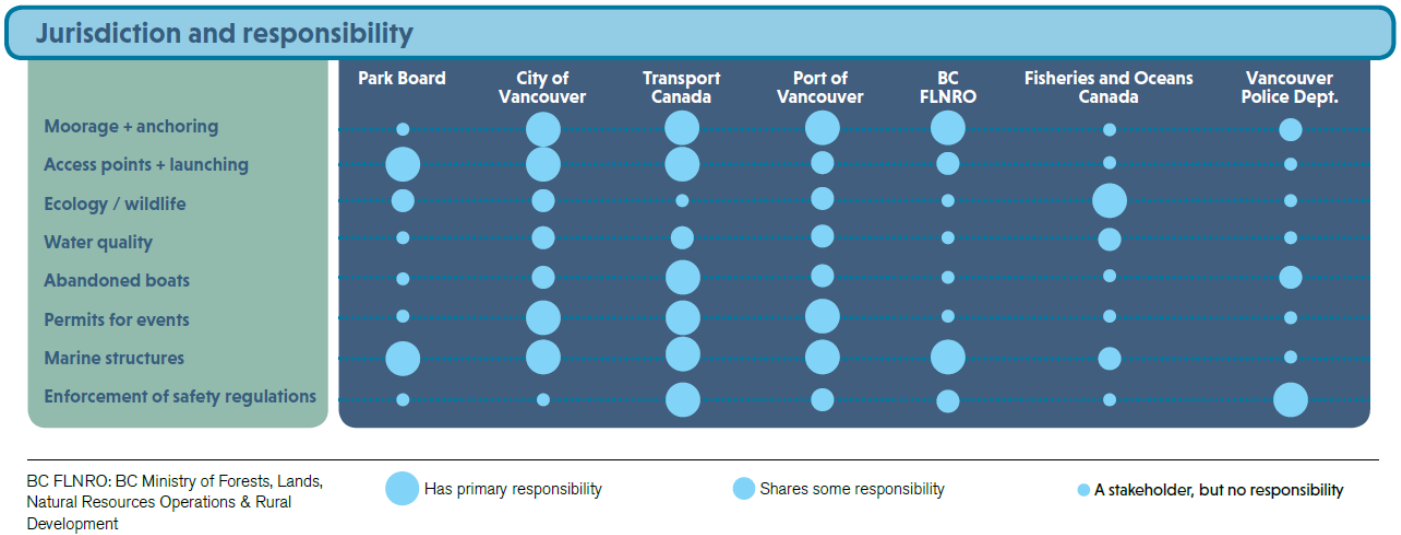 Jurisdiction and responsibility
Park Board
City of
Vancouver
Transport
Canada
Port of
Vancouver
BC
FLNRO
Fisheries and Oceans
Canada
Vancouver
Police Dept.
Moorage + anchoring
Access points + launching
Ecology / wildlife
Water quality
Abandoned boats
Permits for events
Marine structures
Enforcement of safety regulations
BC FLNRO: BC Ministry of Forests, Lands,
Natural Resources Operations & Rural
Development
Has primary responsibility
Shares some responsibility
A stakeholder, but no responsibility